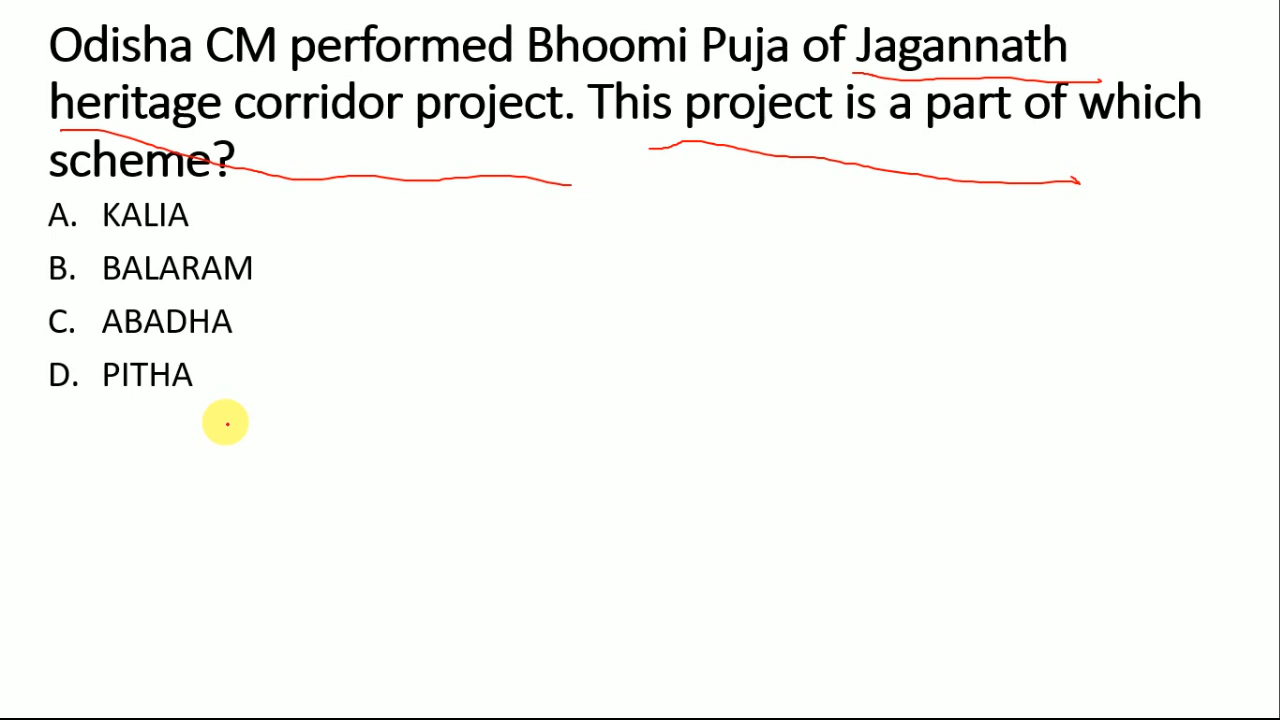 Odisha CM performed Bhoomi Puja of Jagannath
heritage corridor project. This project is a part of which
scheme?
A. KALIA
B. BALARAM
C. ABADHA
D. PITHA